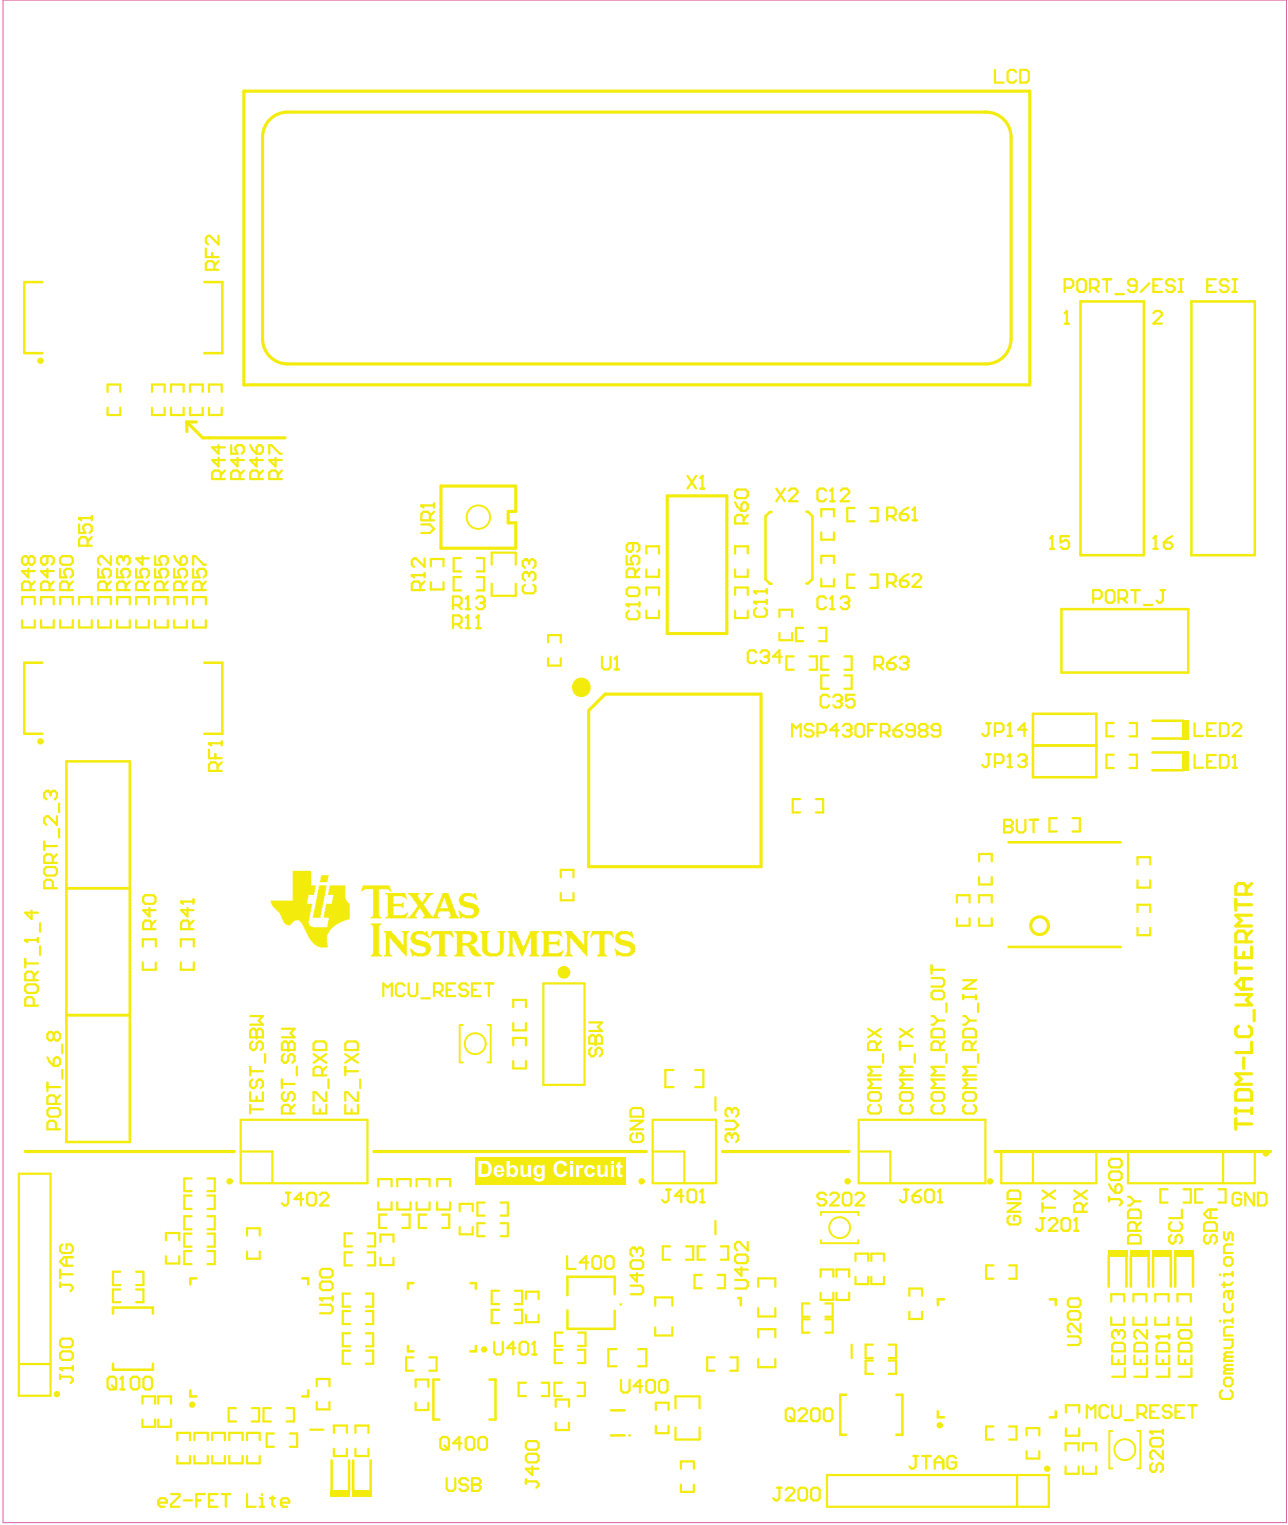 LCD
RF2
PORT_9/ESI
ESI
1
2
R44
R45
R46
R47
X1
X2
C12
R60
R61
VR1
R51
15
16
R48
R49
R50
R52
R53
R54
R55
R56
R57
R12
R13
R11
C33
R59
C10
C11
R62
C13
PORT_J
C34
R63
C35
U1
MSP430FR6989
JP14
LED2
JP13
LED1
RF1
PORT_2_3
BUT
PORT_1_4
R40
R41
TEXAS
INSTRUMENTS
MCU_RESET
SBW
PORT_6_8
TEST_SBW
RST_SBW
EZ_RXD
EZ_TXD
COMM_RX
COMM_TX
COMM_RDY_OUT
COMM_RDY_IN
TIDM-LC_WATERMTR
GND
3V3
Debug Circuit
J402
J401
S202
J601
GND
TX
RX
J201
J600
DRDY
SCL
SDA
GND
JTAG
J100
U100
L400
U403
U402
U401
U400
Q100
Q400
USB
J400
eZ-FET Lite
Q200
U200
LED3
LED2
LED1
LED0
Communications
MCU_RESET
S201
JTAG
J200